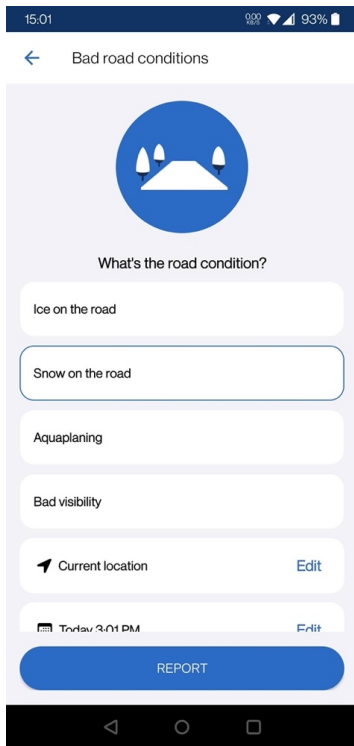 15:01
0.00 KB/S 93%
Bad road conditions
What's the road condition?
Ice on the road
Snow on the road
Aquaplaning
Bad visibility
Current location Edit
Today 3:01 PM Edit
REPORT